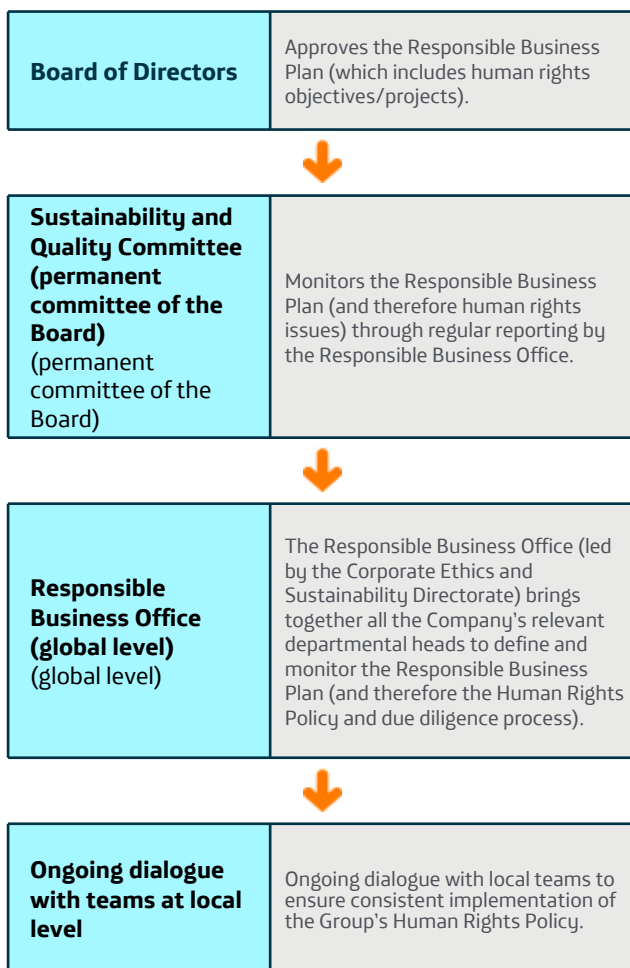 Board of Directors
Approves the Responsible Business
Plan (which includes human rights
objectives/projects).
Sustainability and
Quality Committee
(permanent
committee of the
Board)
(permanent
committee of the
Board)
Monitors the Responsible Business
Plan (and therefore human rights
issues) through regular reporting by
the Responsible Business Office.
Responsible
Business Office
(global level)
(global level)
The Responsible Business Office (led
by the Corporate Ethics and
Sustainability Directorate) brings
together all the Company's relevant
departmental heads to define and
monitor the Responsible Business
Plan (and therefore the Human Rights
Policy and due diligence process).
Ongoing dialogue
with teams at local
level
Ongoing dialogue with local teams to
ensure consistent implementation of
the Group's Human Rights Policy.